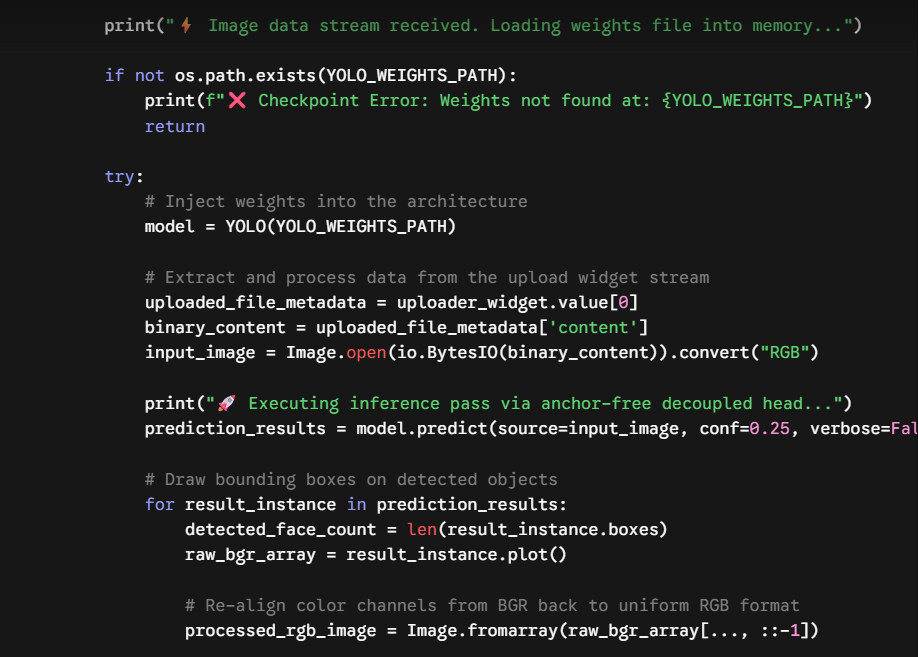 print("⚡ Image data stream received. Loading weights file into memory...")
if not os.path.exists(YOLO_WEIGHTS_PATH):
print(f"❌ Checkpoint Error: Weights not found at: {YOLO_WEIGHTS_PATH}")
return
try:
# Inject weights into the architecture
model = YOLO(YOLO_WEIGHTS_PATH)
# Extract and process data from the upload widget stream
uploaded_file_metadata = uploader_widget.value[0]
binary_content = uploaded_file_metadata['content']
input_image = Image.open(io.BytesIO(binary_content)).convert("RGB")
print("🚀 Executing inference pass via anchor-free decoupled head...")
prediction_results = model.predict(source=input_image, conf=0.25, verbose=Fal
# Draw bounding boxes on detected objects
for result_instance in prediction_results:
detected_face_count = len(result_instance.boxes)
raw_bgr_array = result_instance.plot()
# Re-align color channels from BGR back to uniform RGB format
processed_rgb_image = Image.fromarray(raw_bgr_array[..., ::-1])